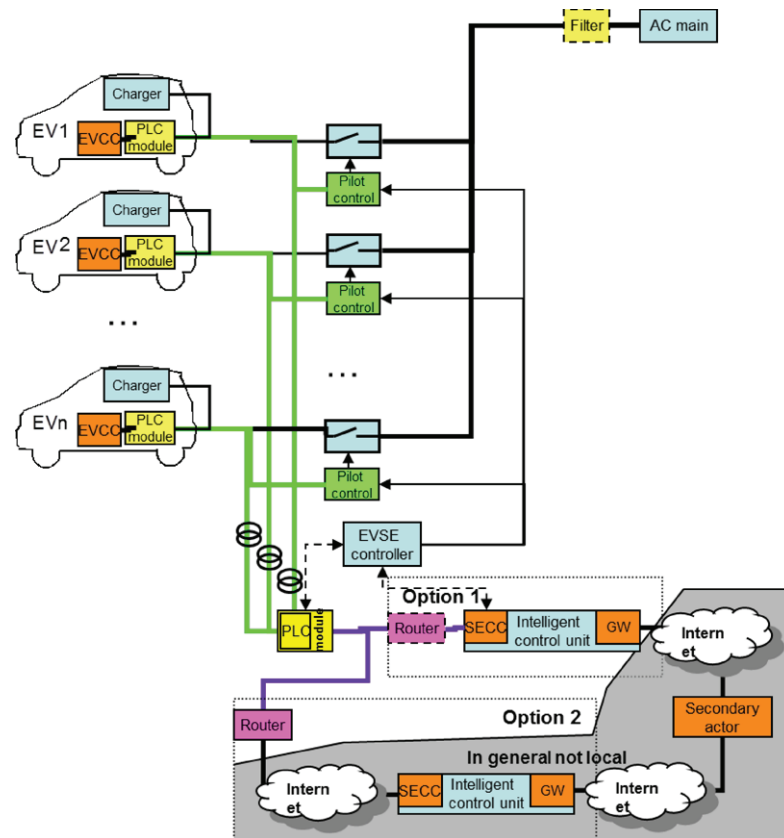 Filter
AC main
Charger
EV1
EVCC
PLC
module
Pilot
control
Charger
EV2
EVCC
PLC
module
Pilot
control
...
...
Charger
EVn
EVCC
PLC
module
Pilot
control
EVSE
controller
Option 1
PLC
module
Router
SECC
Intelligent
control unit
GW
Intern
et
Router
Option 2
Secondary
actor
In general not local
Intern
et
SECC
Intelligent
control unit
GW
Intern
et